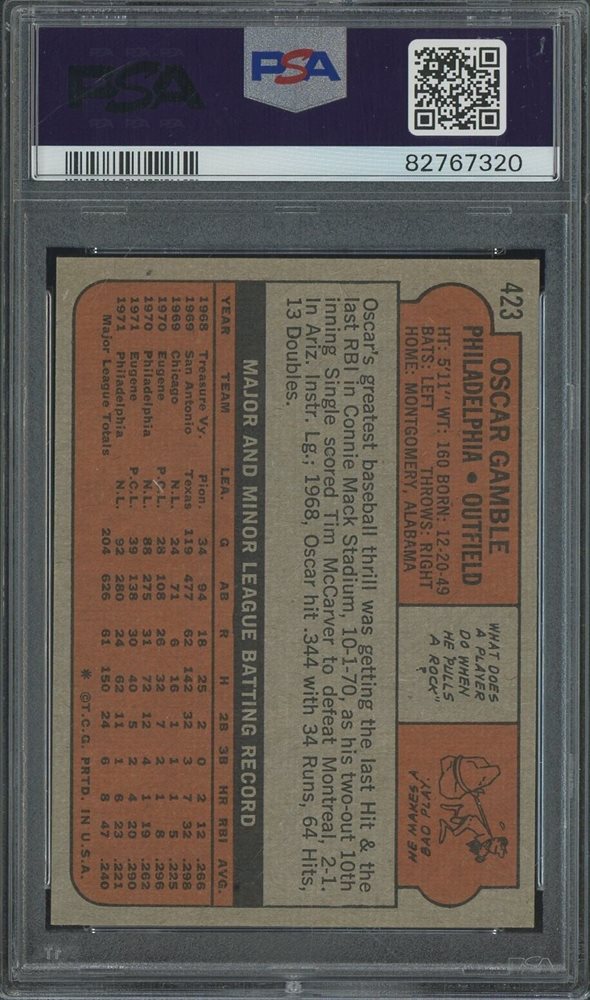 PSA
PSA
82767320
423
OSCAR GAMBLE
PHILADELPHIA • OUTFIELD
HT: 5'11" WT: 160 BORN: 12-20-49
BATS: LEFT THROWS: RIGHT
HOME: MONTGOMERY, ALABAMA
WHAT DOES
A PLAYER
DO WHEN
HE "PULLS
A ROCK"?
HE MAKES A
BAD PLAY.
Oscar's greatest baseball thrill was getting the last Hit & the
last RBI in Connie Mack Stadium, 10-1-70, as his two-out 10th
inning Single scored Tim McCarver to defeat Montreal, 2-1.
In Ariz. Instr. Lg.; 1968, Oscar hit .344 with 34 Runs, 64 Hits,
13 Doubles.
MAJOR AND MINOR LEAGUE BATTING RECORD
YEAR TEAM LEA. G AB R H 2B 3B HR RBI AVG.
1968 Treasure Vy. Pion. 34 94 18 25 2 0 2 12 .266
1969 San Antonio Texas 119 477 62 142 32 3 7 32 .298
1969 Chicago N.L. 24 71 6 16 1 1 1 5 .225
1970 Eugene P.C.L. 28 108 26 32 7 2 1 8 .296
1970 Philadelphia N.L. 88 275 31 72 12 4 1 19 .262
1971 Eugene P.C.L. 39 138 30 40 5 2 4 20 .290
1971 Philadelphia N.L. 92 280 24 62 11 1 6 23 .221
Major League Totals 204 626 61 150 24 6 8 47 .240
* ©T.C.G. PRTD. IN U.S.A.
PSA